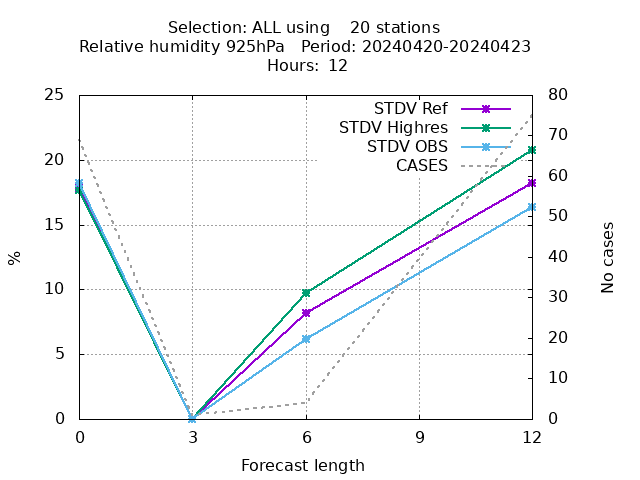 Selection: ALL using    20 stations
Relative humidity 925hPa   Period: 20240420-20240423
Hours:  12
25 80
STDV Ref
STDV Highres 70
STDV OBS
20 CASES 60
15 50
%
No cases
40
10 30
20
5
10
0 0
0 3 6 9 12
Forecast length